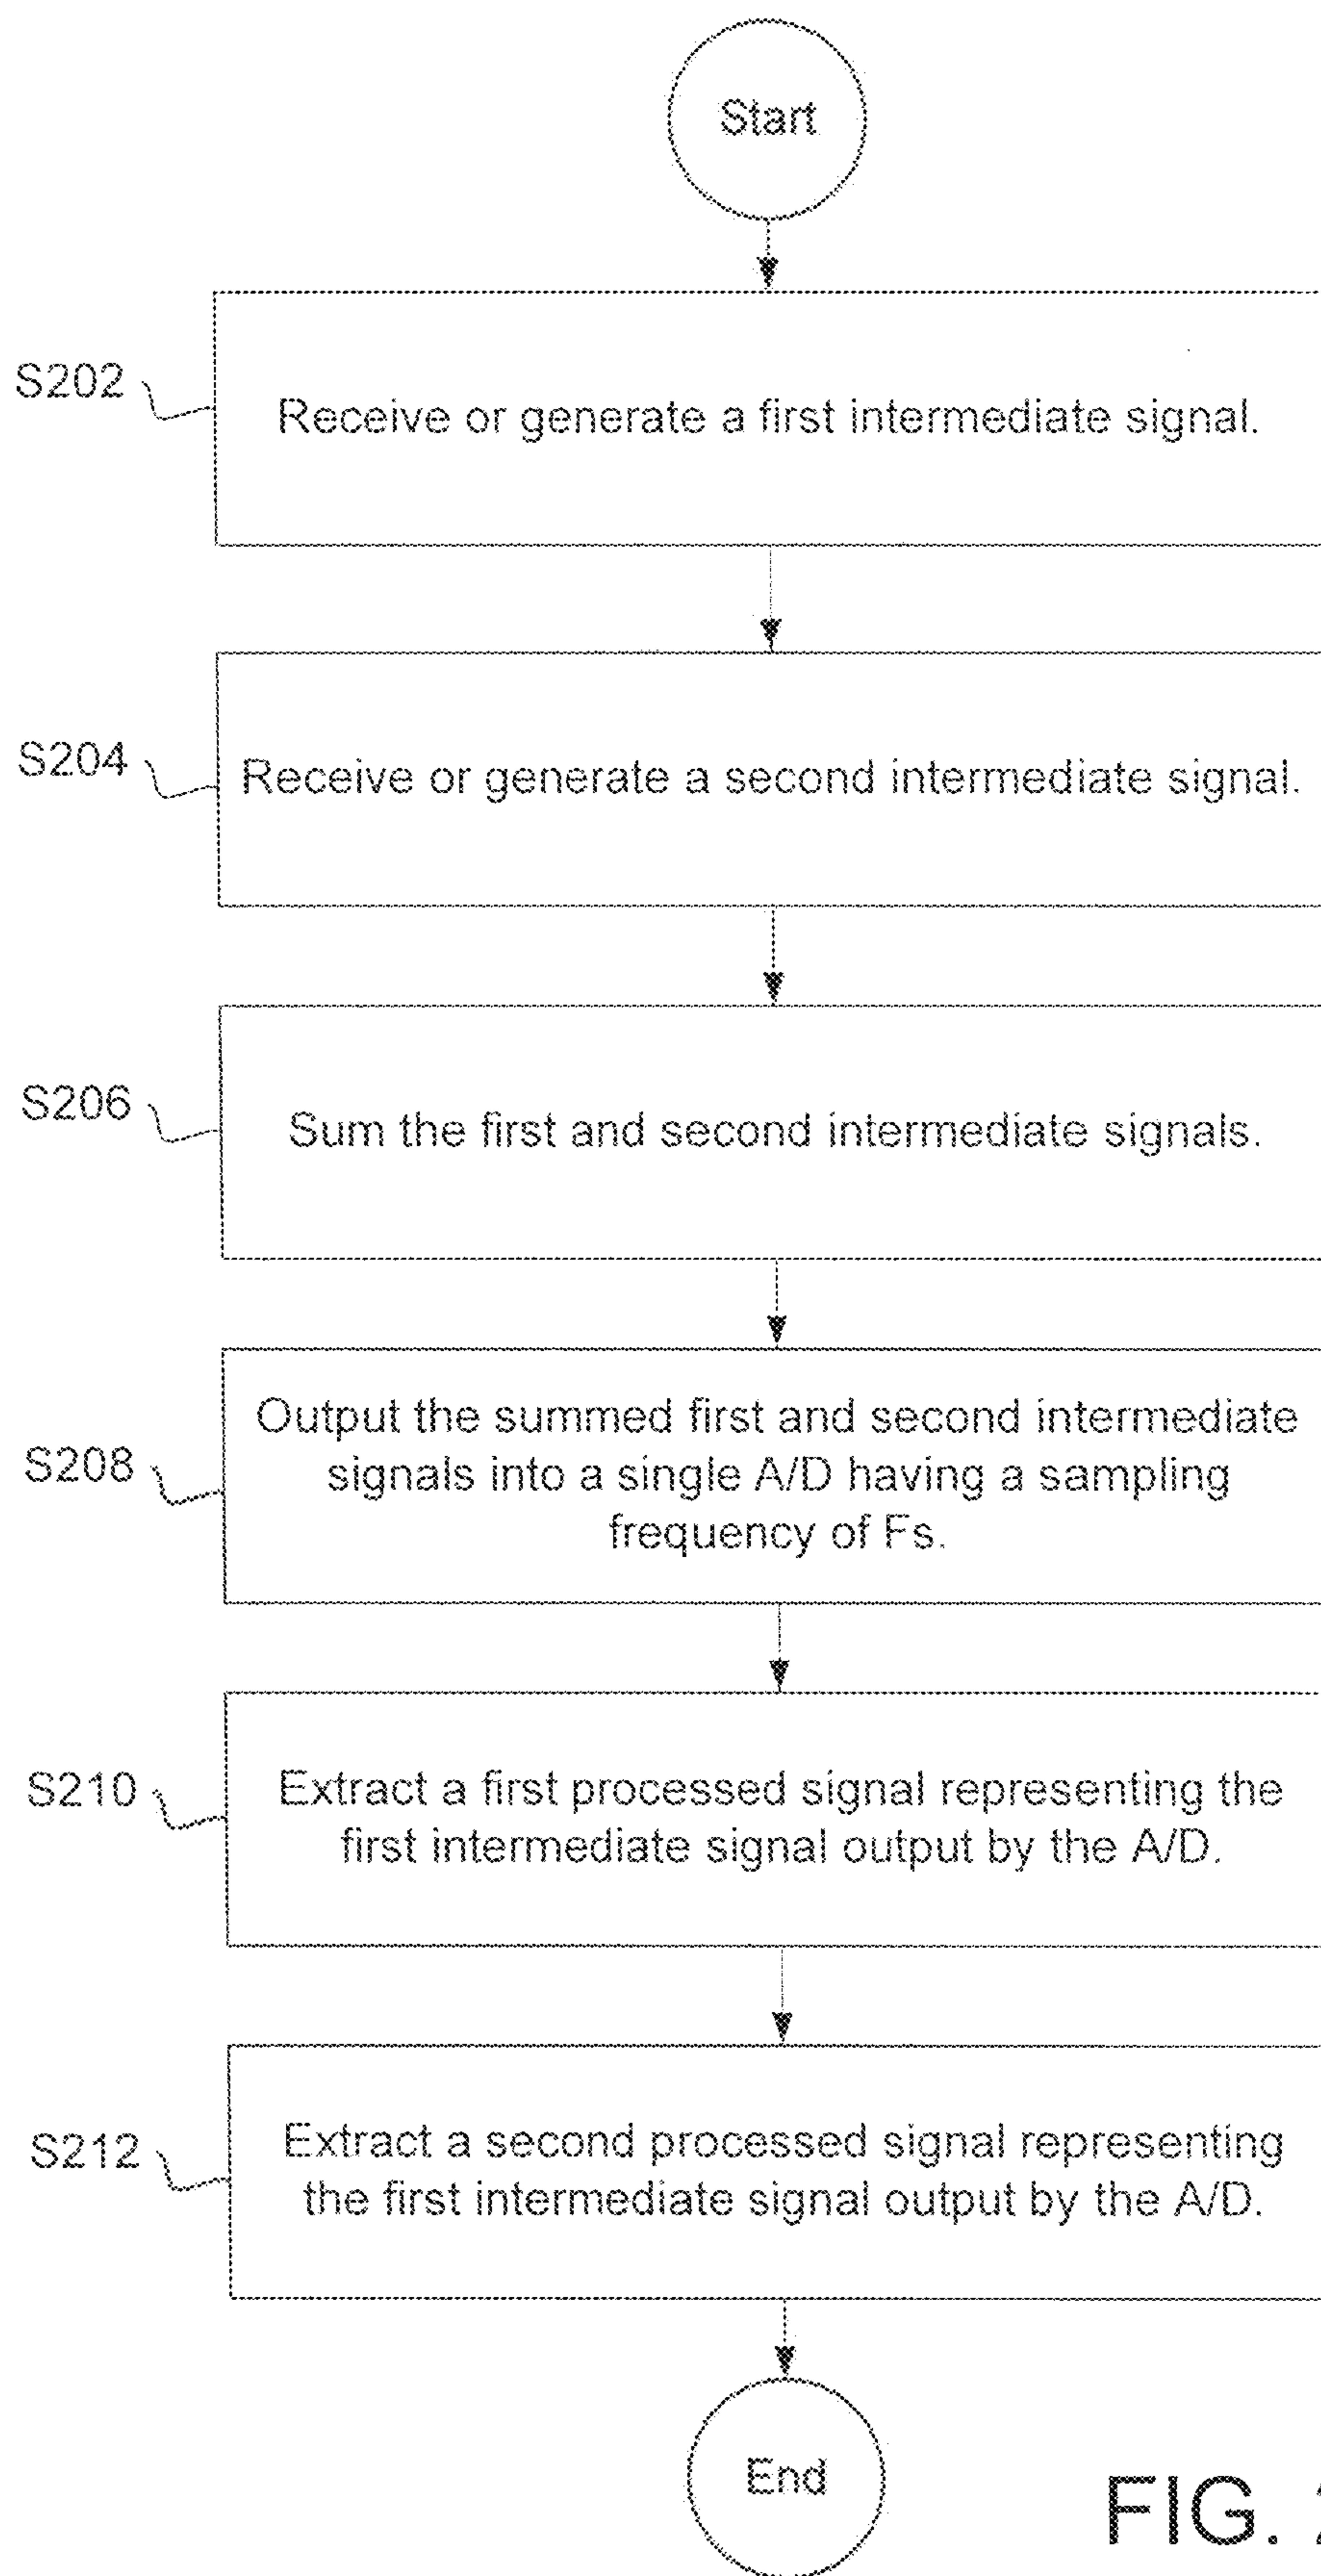 Start
S202
Receive or generate a first intermediate signal.
S204
Receive or generate a second intermediate signal.
S206
Sum the first and second intermediate signals.
S208
Output the summed first and second intermediate
signals into a single A/D having a sampling
frequency of Fs.
S210
Extract a first processed signal representing the
first intermediate signal output by the A/D.
S212
Extract a second processed signal representing
the first intermediate signal output by the A/D.
End
FIG.